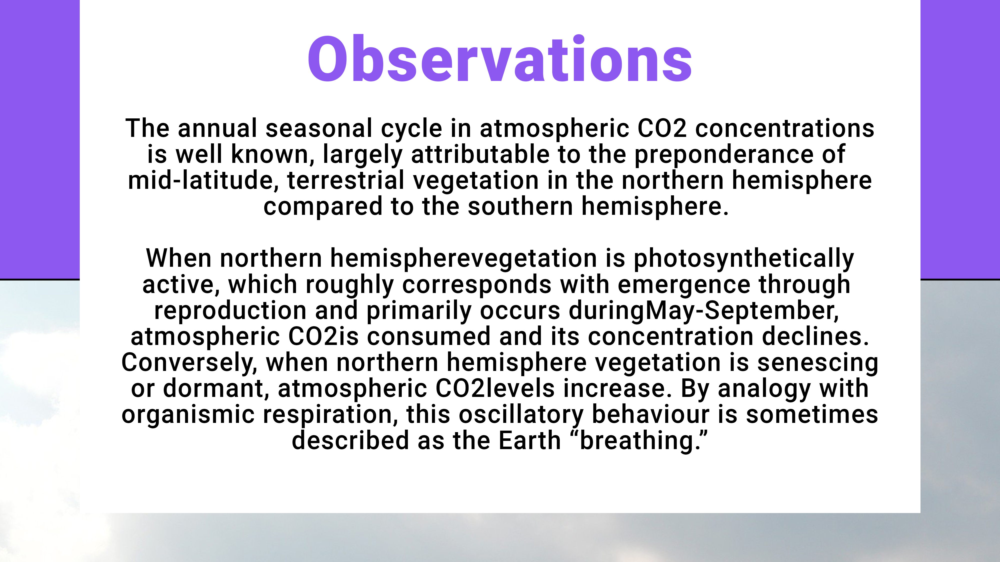 Observations
The annual seasonal cycle in atmospheric CO2 concentrations
is well known, largely attributable to the preponderance of
mid-latitude, terrestrial vegetation in the northern hemisphere
compared to the southern hemisphere.
When northern hemispherevegetation is photosynthetically
active, which roughly corresponds with emergence through
reproduction and primarily occurs duringMay-September,
atmospheric CO2is consumed and its concentration declines.
Conversely, when northern hemisphere vegetation is senescing
or dormant, atmospheric CO2levels increase. By analogy with
organismic respiration, this oscillatory behaviour is sometimes
described as the Earth “breathing.”